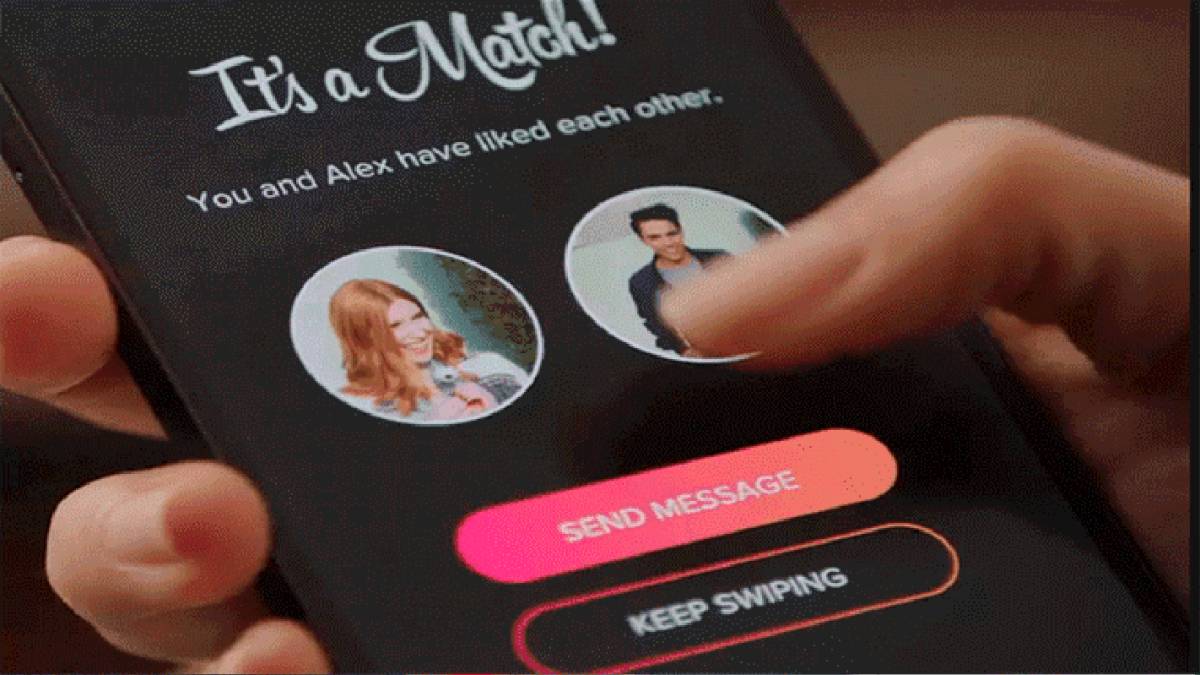 It's a Match!
You and Alex have liked each other.
SEND MESSAGE
KEEP SWIPING